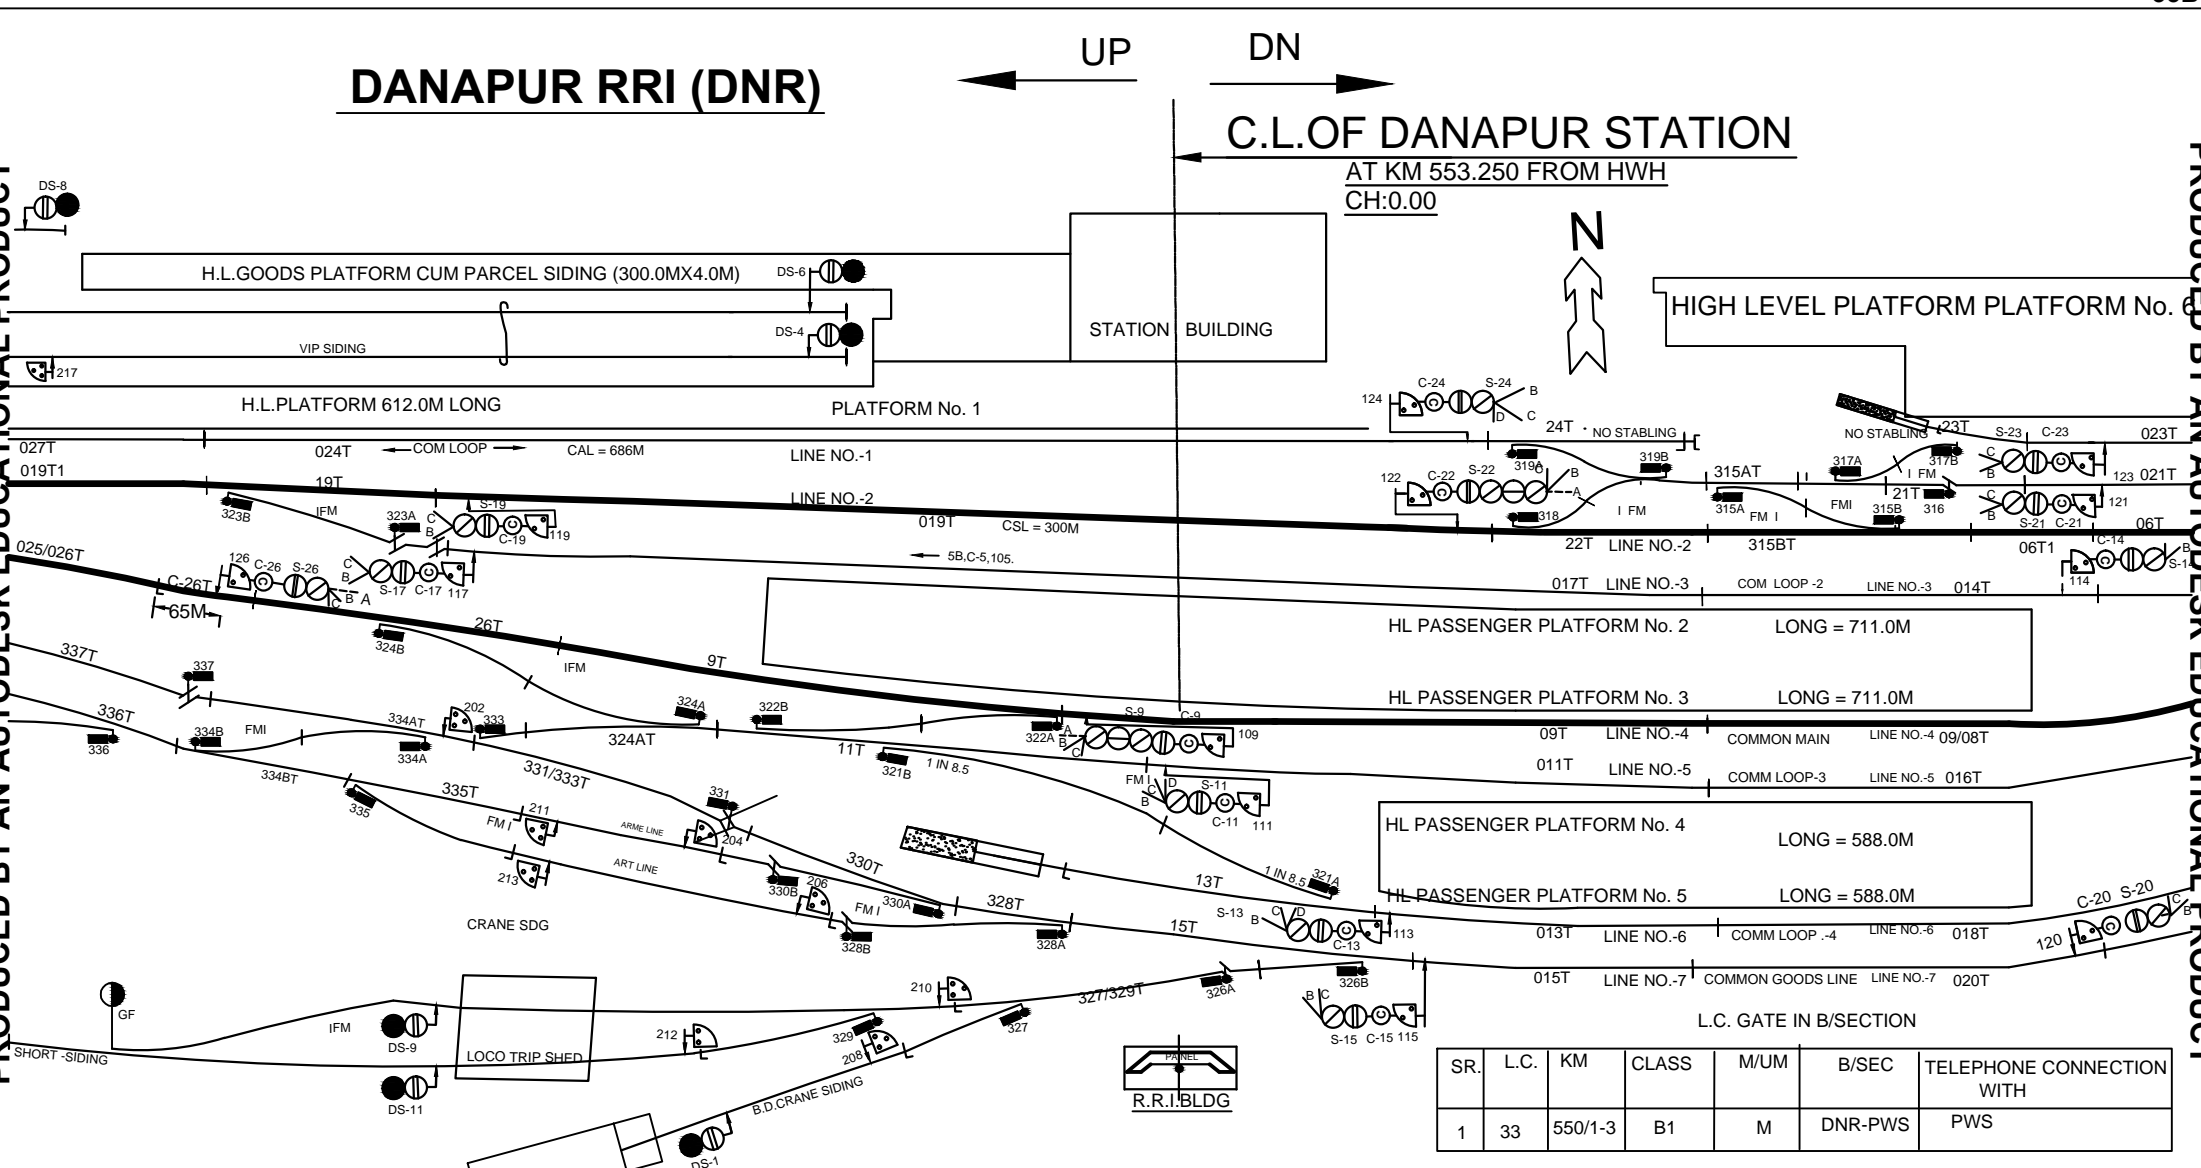 UP
DN
DANAPUR RRI (DNR)
C.L.OF DANAPUR STATION
AT KM 553.250 FROM HWH
CH:0.00
N
DS-8
H.L.GOODS PLATFORM CUM PARCEL SIDING (300.0MX4.0M)
DS-6
DS-4
VIP SIDING
217
STATION BUILDING
HIGH LEVEL PLATFORM PLATFORM No. 6
H.L.PLATFORM 612.0M LONG
PLATFORM No. 1
124
C-24
S-24
B
D
C
24T
NO STABLING
NO STABLING
23T
S-23
C-23
023T
027T
024T
COM LOOP
CAL = 686M
LINE NO.-1
319A
319B
315AT
317A
317B
I FM
C
B
123
021T
019T1
19T
LINE NO.-2
122
C-22
S-22
C
B
A
315A
FMI
21T
316
C
B
121
323B
IFM
323A
C
B
S-19
C-19
119
019T
CSL = 300M
318
I FM
FM I
315B
S-21
C-21
06T
22T
LINE NO.-2
315BT
06T1
C-14
B
S-14
114
025/026T
126
C-26
S-26
C
B
A
C-26T
65M
C
B
S-17
C-17
117
5B,C-5,105.
017T
LINE NO.-3
COM LOOP -2
LINE NO.-3
014T
HL PASSENGER PLATFORM No. 2
LONG = 711.0M
26T
324B
IFM
9T
337T
337
HL PASSENGER PLATFORM No. 3
LONG = 711.0M
336T
336
334B
FMI
334AT
334A
202
333
324A
324AT
322B
322A
A
B
C
S-9
C-9
109
09T
LINE NO.-4
COMMON MAIN
LINE NO.-4
09/08T
11T
321B
1 IN 8.5
011T
LINE NO.-5
COMM LOOP-3
LINE NO.-5
016T
334BT
335
335T
331/333T
331
FM I
C
B
D
S-11
C-11
111
211
FM I
ARME LINE
204
HL PASSENGER PLATFORM No. 4
LONG = 588.0M
213
ART LINE
330T
330B
206
FM I
330A
328T
13T
1 IN 8.5
321A
HL PASSENGER PLATFORM No. 5
LONG = 588.0M
CRANE SDG
328B
328A
15T
S-13
B
C
D
C-13
113
013T
LINE NO.-6
COMM LOOP .-4
LINE NO.-6
018T
C-20
S-20
C
B
120
210
327/329T
326A
326B
015T
LINE NO.-7
COMMON GOODS LINE
LINE NO.-7
020T
B
C
S-15
C-15
115
GF
IFM
DS-9
SHORT -SIDING
LOCO TRIP SHED
212
329
208
327
DS-11
B.D.CRANE SIDING
DS-1
PANEL
R.R.I.BLDG
L.C. GATE IN B/SECTION
SR. L.C. KM CLASS M/UM B/SEC TELEPHONE CONNECTION
WITH
1 33 550/1-3 B1 M DNR-PWS PWS
PRODUCED BY AN AUTODESK EDUCATIONAL PRODUCT
PRODUCED BY AN AUTODESK EDUCATIONAL PRODUCT